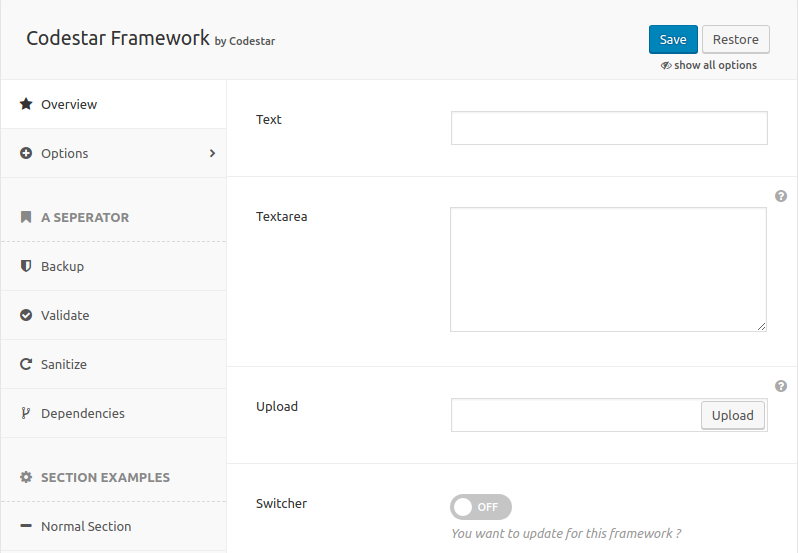 Codestar Framework by Codestar
Save
Restore
show all options
Overview
Options
A SEPERATOR
Backup
Validate
Sanitize
Dependencies
SECTION EXAMPLES
Normal Section
Text
Textarea
?
Upload
Upload
?
Switcher
OFF
You want to update for this framework ?